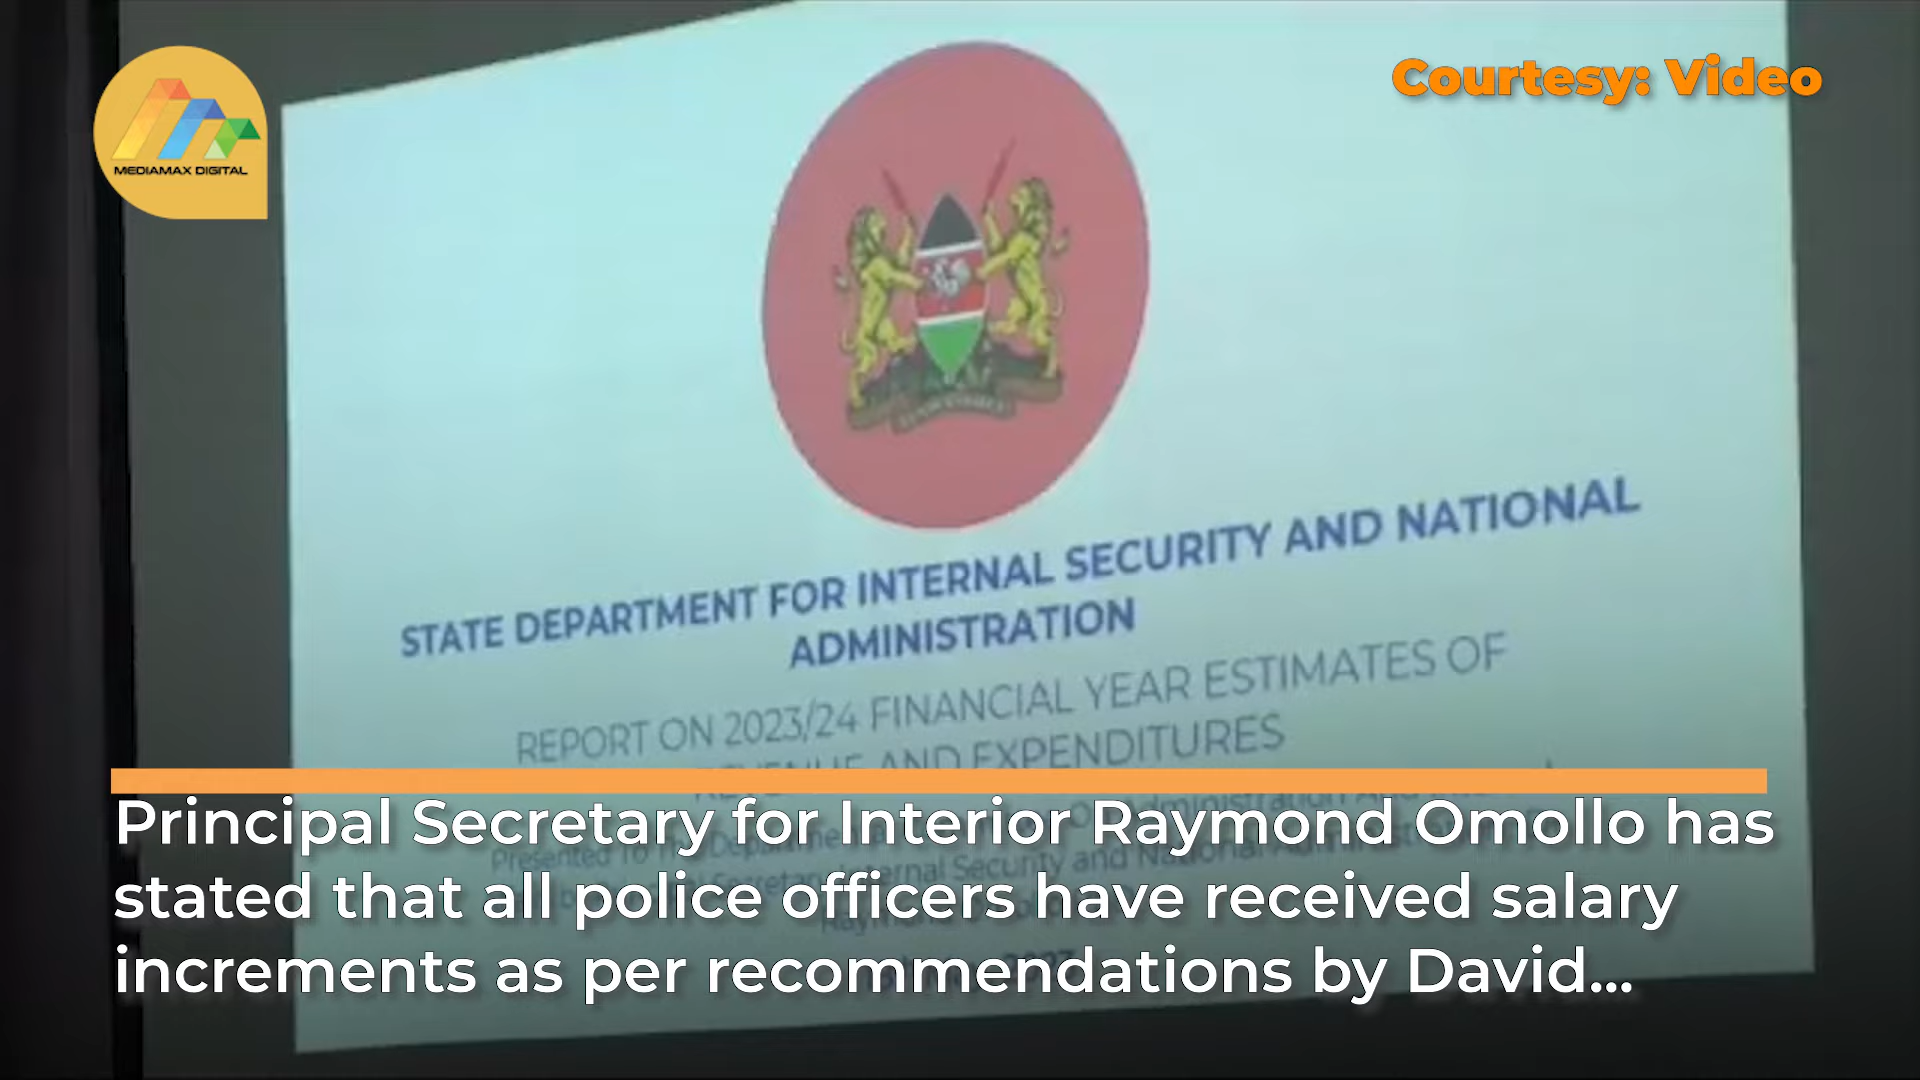 MEDIAMAX DIGITAL
Courtesy: Video
STATE DEPARTMENT FOR INTERNAL SECURITY AND NATIONAL
ADMINISTRATION
REPORT ON 2023/24 FINANCIAL YEAR ESTIMATES OF
REVENUE AND EXPENDITURES
Principal Secretary for Interior Raymond Omollo has
stated that all police officers have received salary
increments as per recommendations by David...